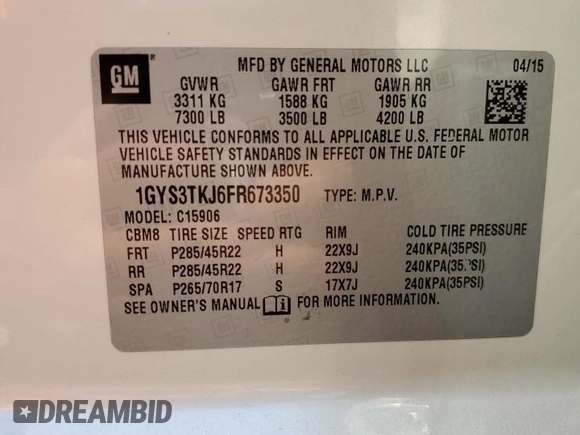 GM
MFD BY GENERAL MOTORS LLC 04/15
GVWR GAWR FRT GAWR RR
3311 KG 1588 KG 1905 KG
7300 LB 3500 LB 4200 LB
THIS VEHICLE CONFORMS TO ALL APPLICABLE U.S. FEDERAL MOTOR
VEHICLE SAFETY STANDARDS IN EFFECT ON THE DATE OF
MANUFACTURE SHOWN ABOVE.
1GYS3TKJ6FR673350 TYPE: M.P.V.
MODEL: C15906
CBM8 TIRE SIZE SPEED RTG RIM COLD TIRE PRESSURE
FRT P285/45R22 H 22X9J 240KPA(35PSI)
RR P285/45R22 H 22X9J 240KPA(35PSI)
SPA P265/70R17 S 17X7J 240KPA(35PSI)
SEE OWNER'S MANUAL FOR MORE INFORMATION.
DREAMBID